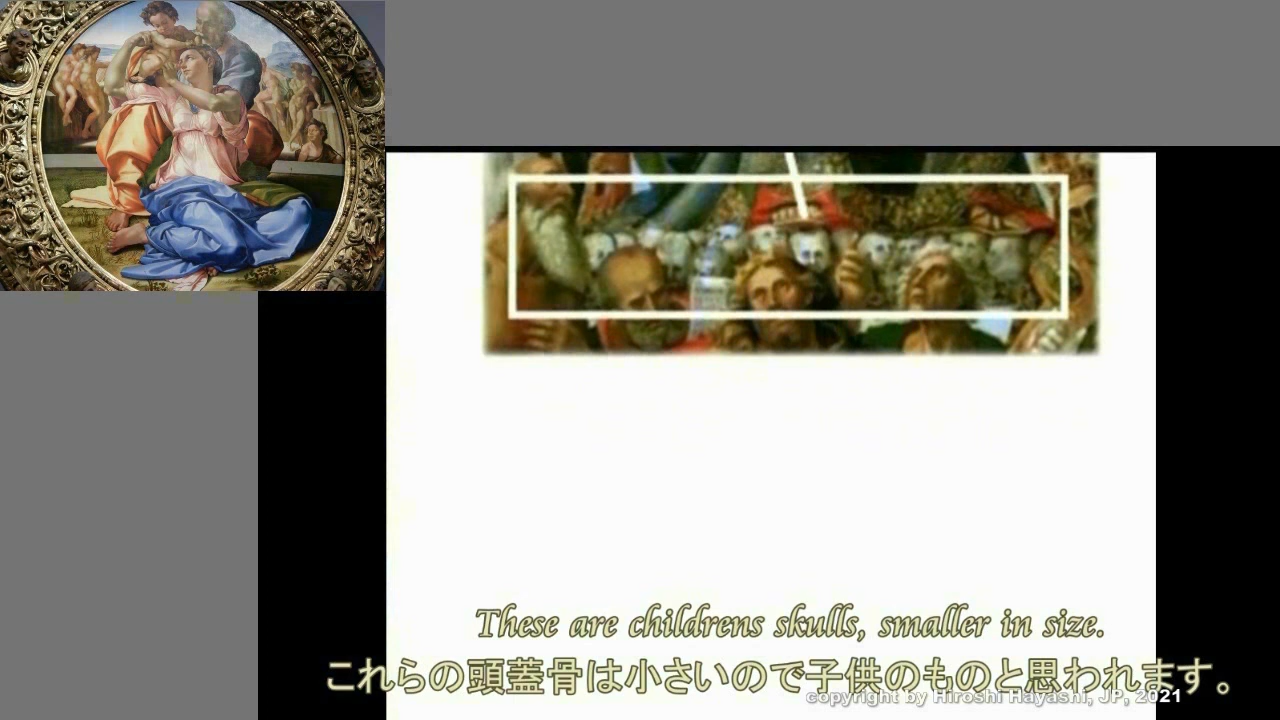 These are childrens skulls, smaller in size.
これらの頭蓋骨は小さいので子供のものと思われます。
copyright by Hiroshi Hayashi, JP, 2021